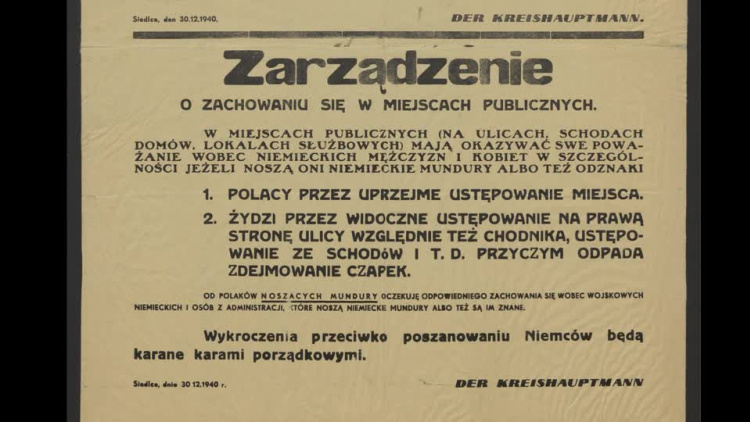 Siedlce, den 30.12.1940. DER KREISHAUPTMANN.
Zarządzenie
O ZACHOWANIU SIĘ W MIEJSCACH PUBLICZNYCH.
W MIEJSCACH PUBLICZNYCH (NA ULICACH, SCHODACH
DOMÓW, LOKALACH SŁUŻBOWYCH) MAJĄ OKAZYWAĆ SWE POWA-
ŻANIE WOBEC NIEMIECKICH MĘŻCZYZN I KOBIET W SZCZEGÓL-
NOŚCI JEŻELI NOSZĄ ONI NIEMIECKIE MUNDURY ALBO TEŻ ODZNAKI
1. POLACY PRZEZ UPRZEJME USTĘPOWANIE MIEJSCA.
2. ŻYDZI PRZEZ WIDOCZNE USTĘPOWANIE NA PRAWĄ
STRONĘ ULICY WZGLĘDNIE TEŻ CHODNIKA, USTĘPO-
WANIE ZE SCHODÓW I T. D. PRZYCZYM ODPADA
ZDEJMOWANIE CZAPEK.
OD POLAKÓW NOSZĄCYCH MUNDURY OCZEKUJĘ ODPOWIEDNIEGO ZACHOWANIA SIĘ WOBEC WOJSKOWYCH
NIEMIECKICH I OSÓB Z ADMINISTRACJI, KTÓRE NOSZĄ NIEMIECKIE MUNDURY ALBO TEŻ SĄ IM ZNANE.
Wykroczenia przeciwko poszanowaniu Niemców będą
karane karami porządkowymi.
Siedlce, dnia 30.12.1940 r. DER KREISHAUPTMANN